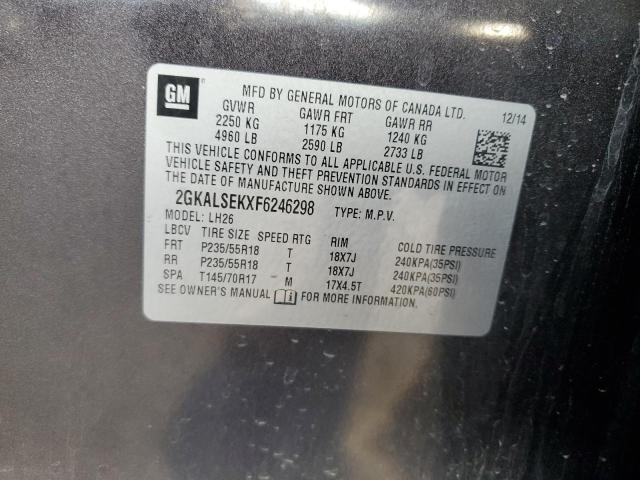 GM
MFD BY GENERAL MOTORS OF CANADA LTD.
12/14
GVWR GAWR FRT GAWR RR
2250 KG 1175 KG 1240 KG
4960 LB 2590 LB 2733 LB
THIS VEHICLE CONFORMS TO ALL APPLICABLE U.S. FEDERAL MOTOR
VEHICLE SAFETY AND THEFT PREVENTION STANDARDS IN EFFECT ON
THE DATE OF MANUFACTURE SHOWN ABOVE.
2GKALSEKXF6246298 TYPE: M.P.V.
MODEL: LH26
LBCV TIRE SIZE SPEED RTG RIM COLD TIRE PRESSURE
FRT P235/55R18 T 18X7J 240KPA(35PSI)
RR P235/55R18 T 18X7J 240KPA(35PSI)
SPA T145/70R17 M 17X4.5T 420KPA(60PSI)
SEE OWNER'S MANUAL FOR MORE INFORMATION.